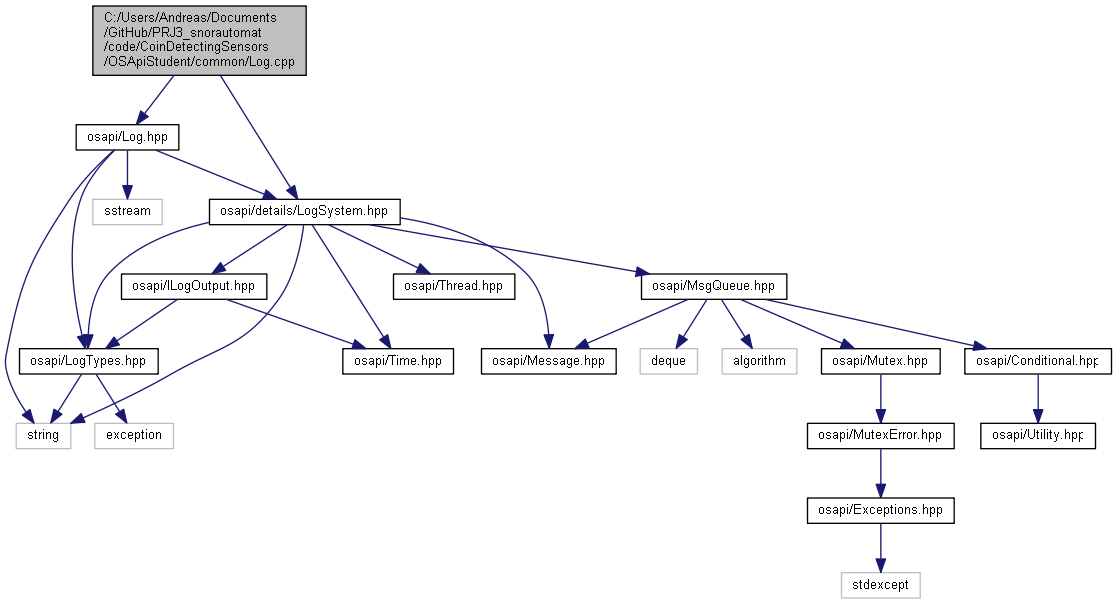 C:/Users/Andreas/Documents
/GitHub/PRJ3_snorautomat
/code/CoinDetectingSensors
/OSApiStudent/common/Log.cpp
osapi/Log.hpp
sstream
osapi/details/LogSystem.hpp
osapi/ILogOutput.hpp
osapi/Thread.hpp
osapi/MsgQueue.hpp
osapi/LogTypes.hpp
osapi/Time.hpp
osapi/Message.hpp
deque
algorithm
osapi/Mutex.hpp
osapi/Conditional.hpp
string
exception
osapi/MutexError.hpp
osapi/Utility.hpp
osapi/Exceptions.hpp
stdexcept